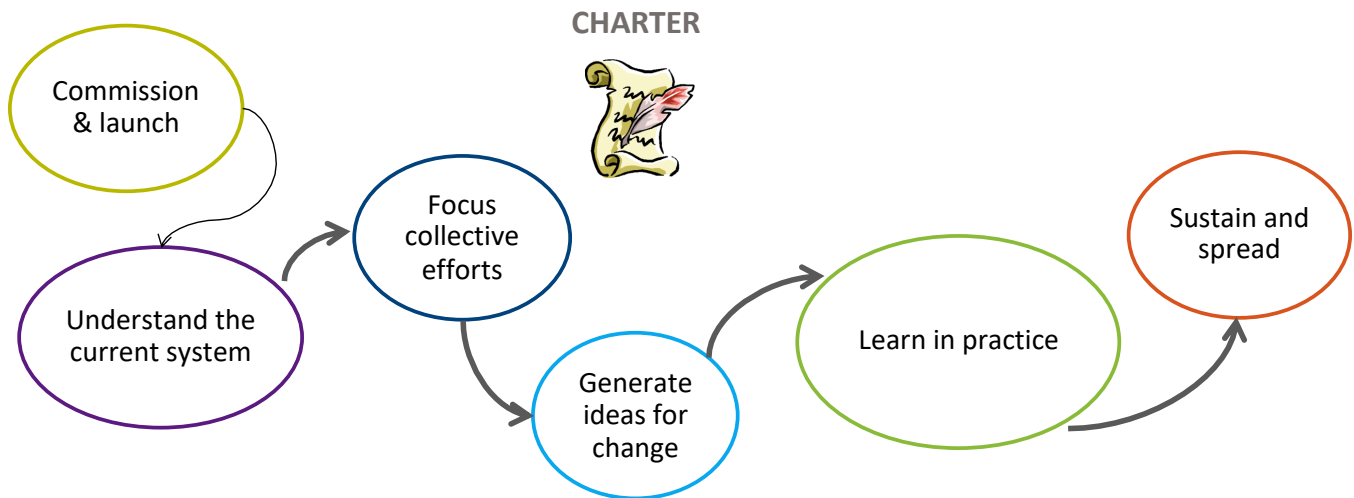 CHARTER
Commission
& launch
Understand the
current system
Focus
collective
efforts
Generate
ideas for
change
Learn in practice
Sustain and
spread